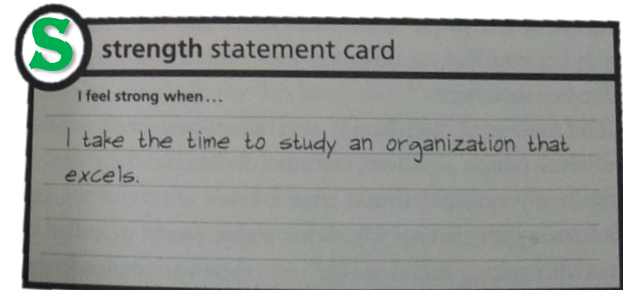 S
strength statement card
I feel strong when...
I take the time to study an organization that
excels.